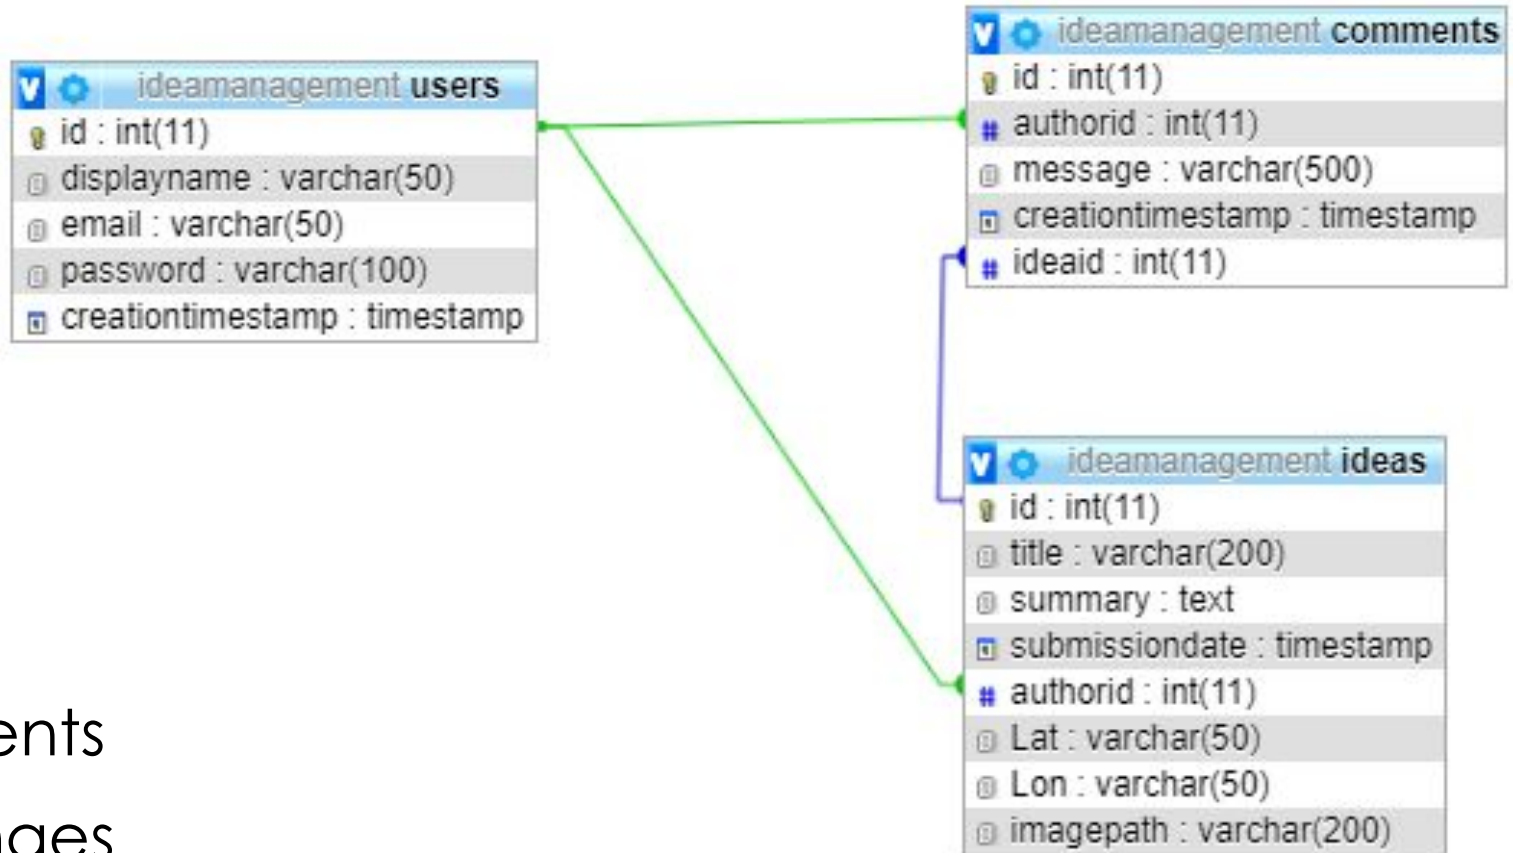 ideamanagement users
id : int(11)
displayname : varchar(50)
email : varchar(50)
password : varchar(100)
creationtimestamp : timestamp
ideamanagement comments
id : int(11)
authorid : int(11)
message : varchar(500)
creationtimestamp : timestamp
ideaid : int(11)
ideamanagement ideas
id : int(11)
title : varchar(200)
summary : text
submissiondate : timestamp
authorid : int(11)
Lat : varchar(50)
Lon : varchar(50)
imagepath : varchar(200)
ents